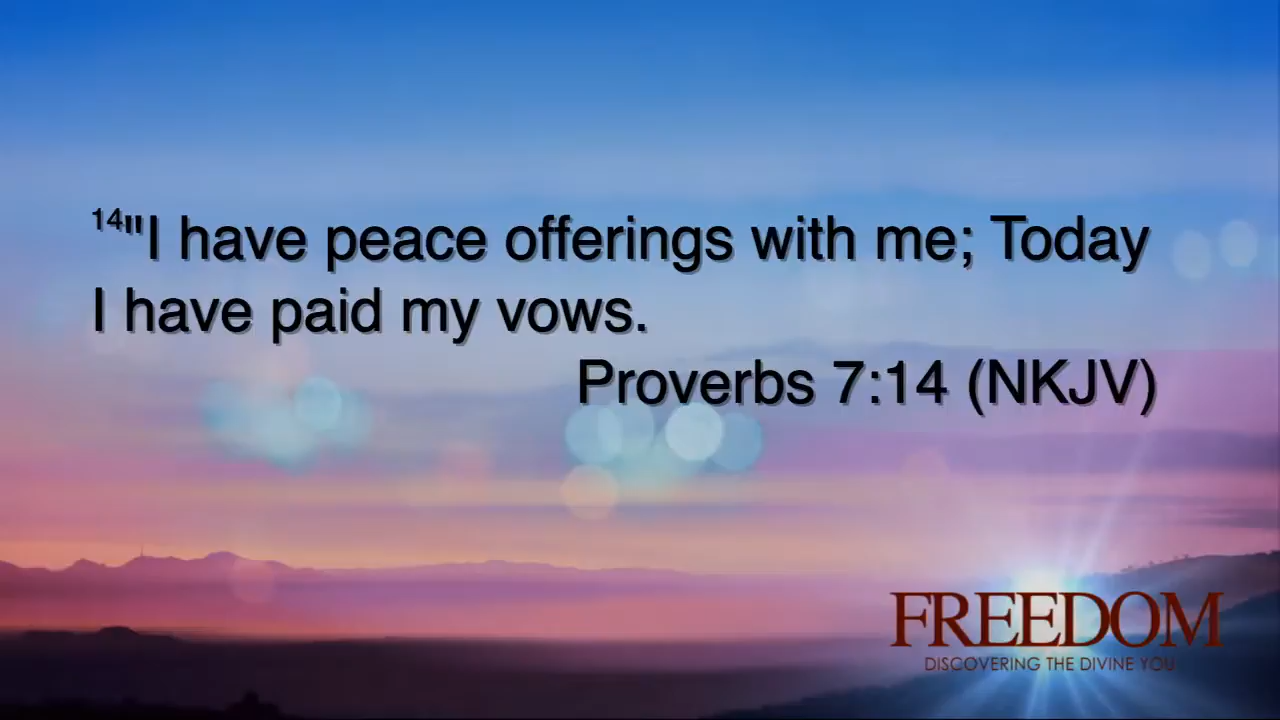 14"I have peace offerings with me; Today
I have paid my vows.
Proverbs 7:14 (NKJV)
FREEDOM
DISCOVERING THE DIVINE YOU